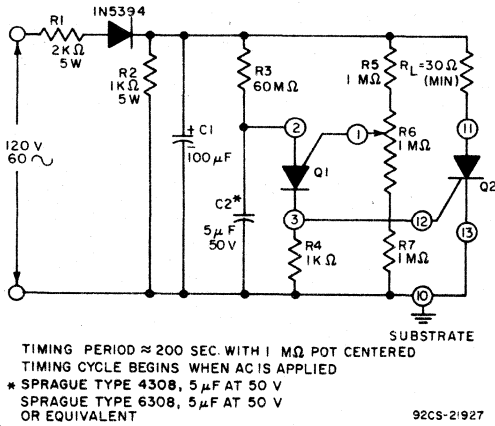 R1
2KΩ
5W
1N5394
R2
1KΩ
5W
+ C1
100μF
R3
60MΩ
R5
1MΩ
RL=30Ω
(MIN)
120 V
60 ~
2
1
R6
1MΩ
11
Q1
Q2
C2*
5μF
50V
3
12
13
R4
1KΩ
R7
1MΩ
10
SUBSTRATE
TIMING PERIOD ≈ 200 SEC. WITH 1 MΩ POT CENTERED
TIMING CYCLE BEGINS WHEN AC IS APPLIED
* SPRAGUE TYPE 4308, 5μF AT 50 V
SPRAGUE TYPE 6308, 5μF AT 50 V
OR EQUIVALENT
92CS-21927